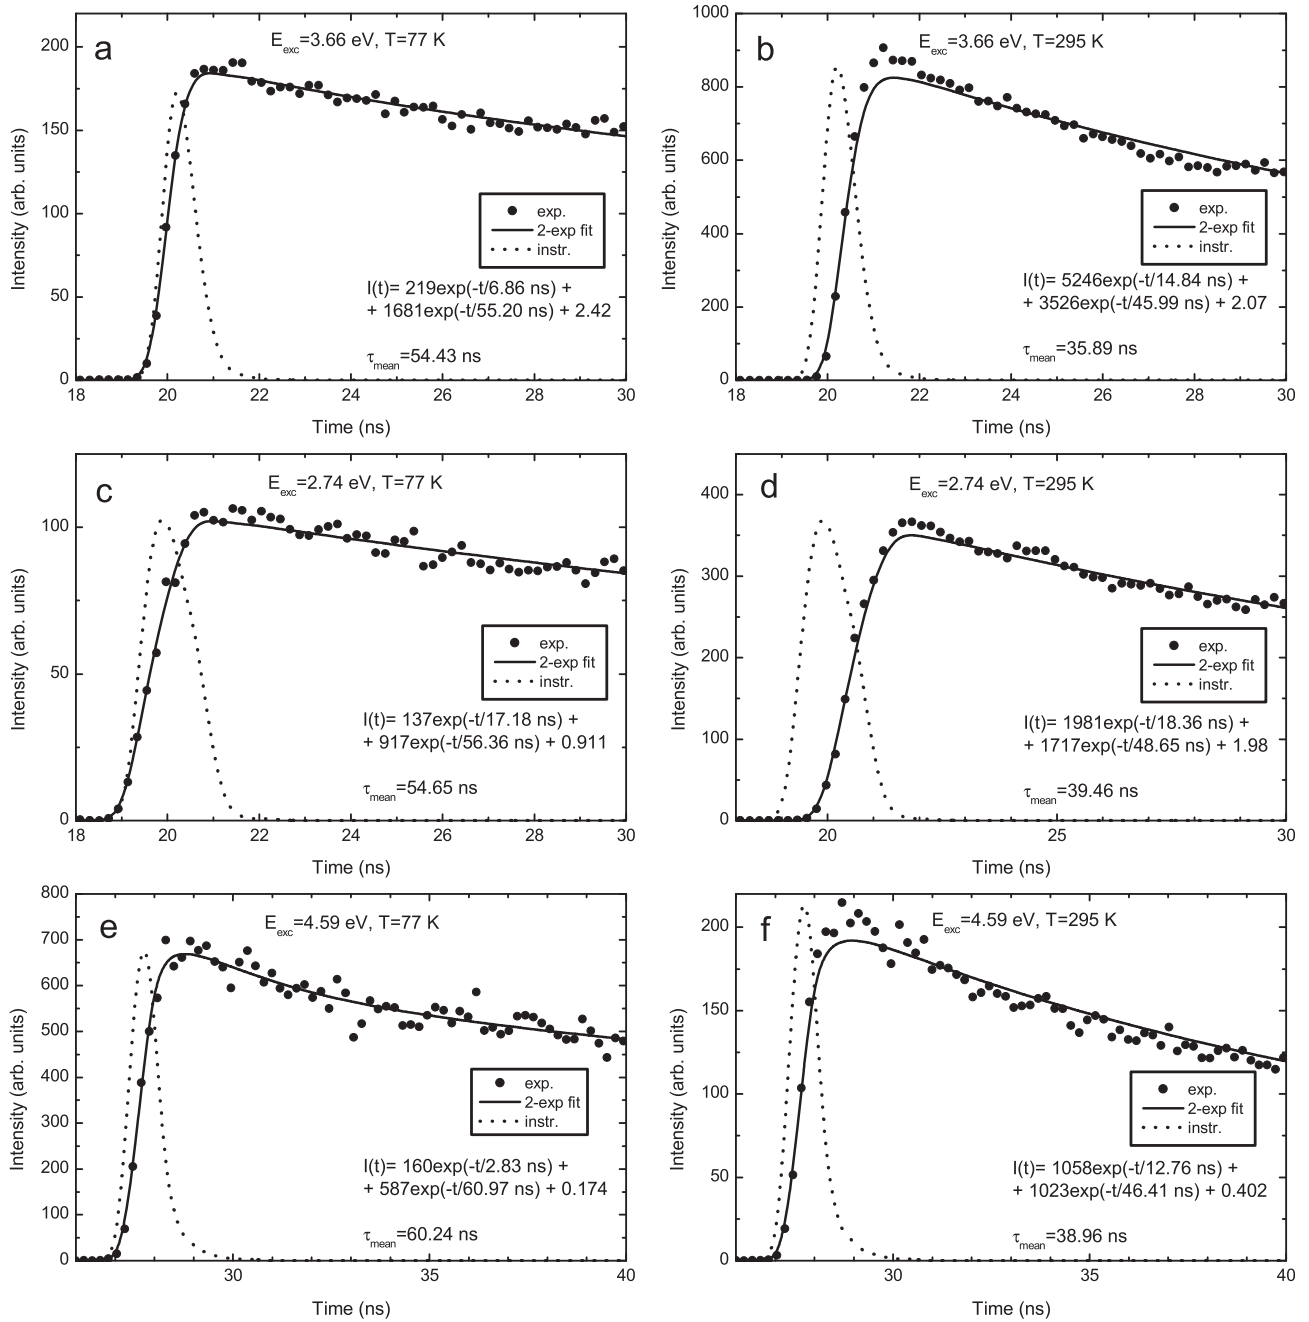 a
E_exc=3.66 eV, T=77 K
200
150
100
50
0
Intensity (arb. units)
exp.
2-exp fit
instr.
I(t)= 219exp(-t/6.86 ns) +
+ 1681exp(-t/55.20 ns) + 2.42
τ_mean=54.43 ns
18 20 22 24 26 28 30
Time (ns)
b
E_exc=3.66 eV, T=295 K
1000
800
600
400
200
0
Intensity (arb. units)
exp.
2-exp fit
instr.
I(t)= 5246exp(-t/14.84 ns) +
+ 3526exp(-t/45.99 ns) + 2.07
τ_mean=35.89 ns
18 20 22 24 26 28 30
Time (ns)
c
E_exc=2.74 eV, T=77 K
100
50
0
Intensity (arb. units)
exp.
2-exp fit
instr.
I(t)= 137exp(-t/17.18 ns) +
+ 917exp(-t/56.36 ns) + 0.911
τ_mean=54.65 ns
18 20 22 24 26 28 30
Time (ns)
d
E_exc=2.74 eV, T=295 K
400
300
200
100
0
Intensity (arb. units)
exp.
2-exp fit
instr.
I(t)= 1981exp(-t/18.36 ns) +
+ 1717exp(-t/48.65 ns) + 1.98
τ_mean=39.46 ns
20 25 30
Time (ns)
e
E_exc=4.59 eV, T=77 K
800
700
600
500
400
300
200
100
0
Intensity (arb. units)
exp.
2-exp fit
instr.
I(t)= 160exp(-t/2.83 ns) +
+ 587exp(-t/60.97 ns) + 0.174
τ_mean=60.24 ns
30 35 40
Time (ns)
f
E_exc=4.59 eV, T=295 K
200
150
100
50
0
Intensity (arb. units)
exp.
2-exp fit
instr.
I(t)= 1058exp(-t/12.76 ns) +
+ 1023exp(-t/46.41 ns) + 0.402
τ_mean=38.96 ns
30 35 40
Time (ns)